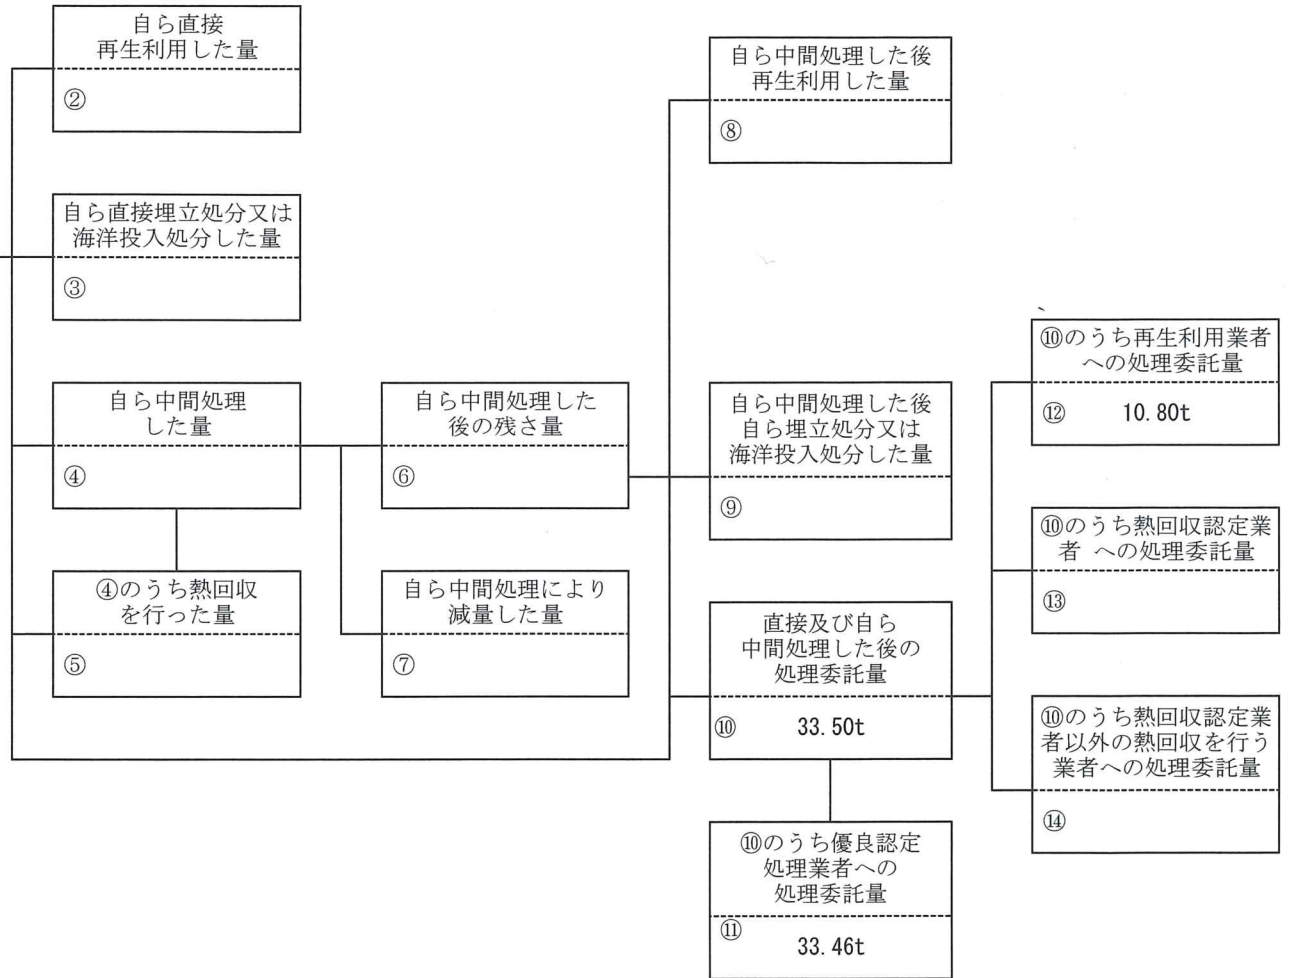 自ら直接
再生利用した量
②
自ら直接埋立処分又は
海洋投入処分した量
③
自ら中間処理
した量
④
④のうち熱回収
を行った量
⑤
自ら中間処理した
後の残さ量
⑥
自ら中間処理により
減量した量
⑦
自ら中間処理した後
再生利用した量
⑧
自ら中間処理した後
自ら埋立処分又は
海洋投入処分した量
⑨
直接及び自ら
中間処理した後の
処理委託量
⑩ 33.50t
⑩のうち優良認定
処理業者への
処理委託量
⑪ 33.46t
⑩のうち再生利用業者
への処理委託量
⑫ 10.80t
⑩のうち熱回収認定業
者 への処理委託量
⑬
⑩のうち熱回収認定業
者以外の熱回収を行う
業者への処理委託量
⑭